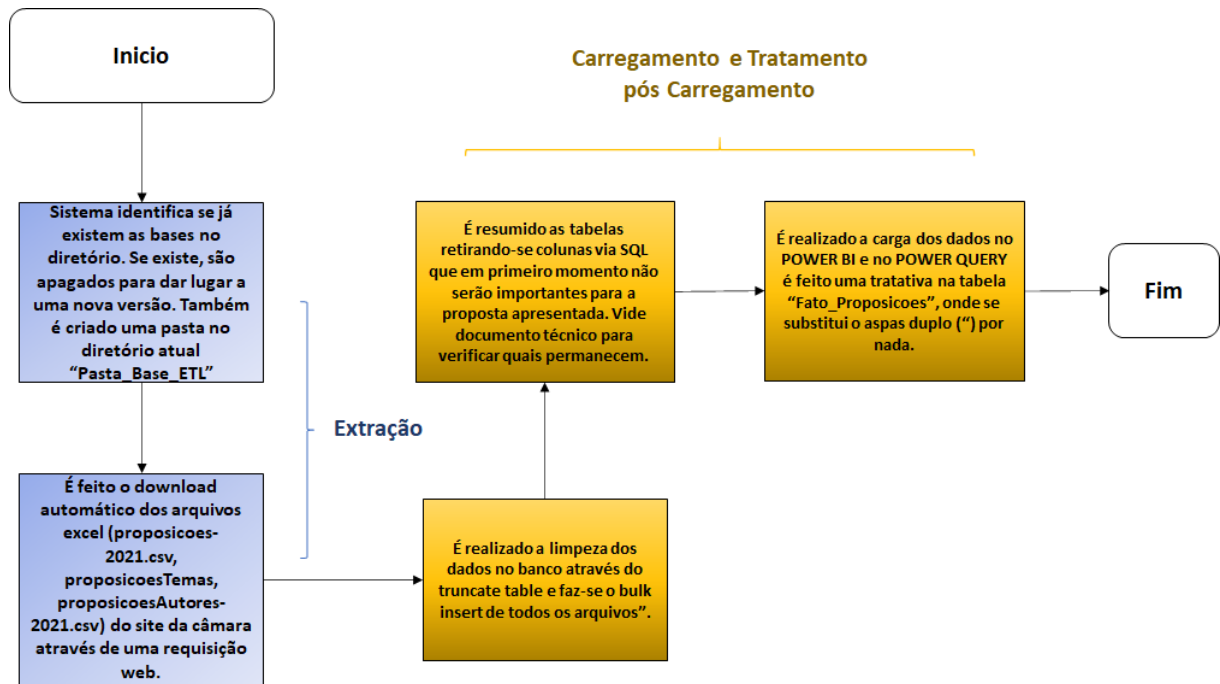 Inicio
Sistema identifica se já
existem as bases no
diretório. Se existe, são
apagados para dar lugar a
uma nova versão. Também
é criado uma pasta no
diretório atual
“Pasta_Base_ETL”
É feito o download
automático dos arquivos
excel (proposicoes-
2021.csv,
proposicoesTemas,
proposicoesAutores-
2021.csv) do site da câmara
através de uma requisição
web.
Extração
É realizado a limpeza dos
dados no banco através do
truncate table e faz-se o bulk
insert de todos os arquivos”.
Carregamento e Tratamento
pós Carregamento
É resumido as tabelas
retirando-se colunas via SQL
que em primeiro momento não
serão importantes para a
proposta apresentada. Vide
documento técnico para
verificar quais permanecem.
É realizado a carga dos dados no
POWER BI e no POWER QUERY
é feito uma tratativa na tabela
“Fato_Proposicoes”, onde se
substitui o aspas duplo (“) por
nada.
Fim